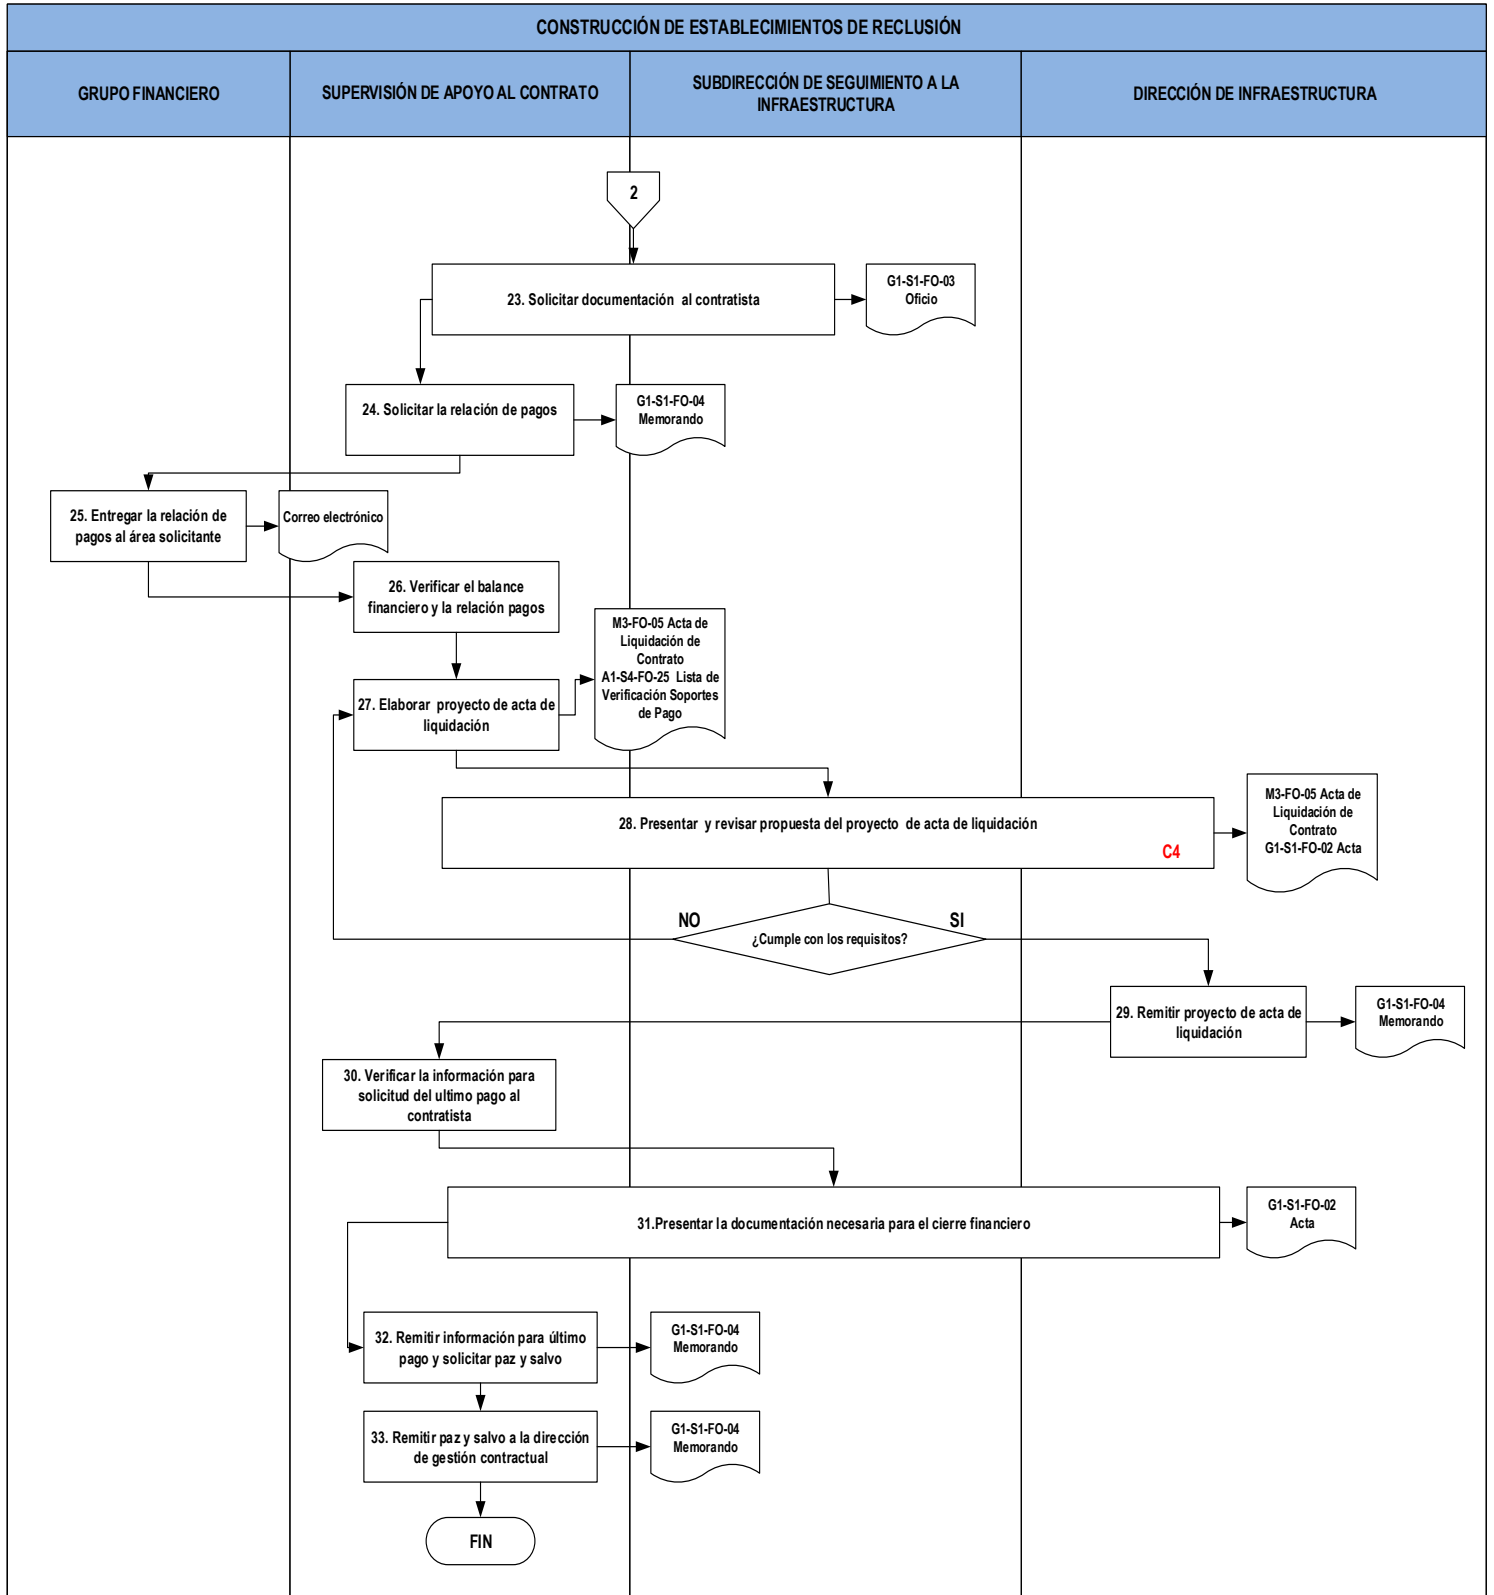 CONSTRUCCIÓN DE ESTABLECIMIENTOS DE RECLUSIÓN
GRUPO FINANCIERO
SUPERVISIÓN DE APOYO AL CONTRATO
SUBDIRECCIÓN DE SEGUIMIENTO A LA
INFRAESTRUCTURA
DIRECCIÓN DE INFRAESTRUCTURA
2
23. Solicitar documentación al contratista
G1-S1-FO-03
Oficio
24. Solicitar la relación de pagos
G1-S1-FO-04
Memorando
25. Entregar la relación de
pagos al área solicitante
Correo electrónico
26. Verificar el balance
financiero y la relación pagos
M3-FO-05 Acta de
Liquidación de
Contrato
A1-S4-FO-25 Lista de
Verificación Soportes
de Pago
27. Elaborar proyecto de acta de
liquidación
28. Presentar y revisar propuesta del proyecto de acta de liquidación
C4
M3-FO-05 Acta de
Liquidación de
Contrato
G1-S1-FO-02 Acta
NO
¿Cumple con los requisitos?
SI
29. Remitir proyecto de acta de
liquidación
G1-S1-FO-04
Memorando
30. Verificar la información para
solicitud del ultimo pago al
contratista
31.Presentar la documentación necesaria para el cierre financiero
G1-S1-FO-02
Acta
32. Remitir información para último
pago y solicitar paz y salvo
G1-S1-FO-04
Memorando
33. Remitir paz y salvo a la dirección
de gestión contractual
G1-S1-FO-04
Memorando
FIN